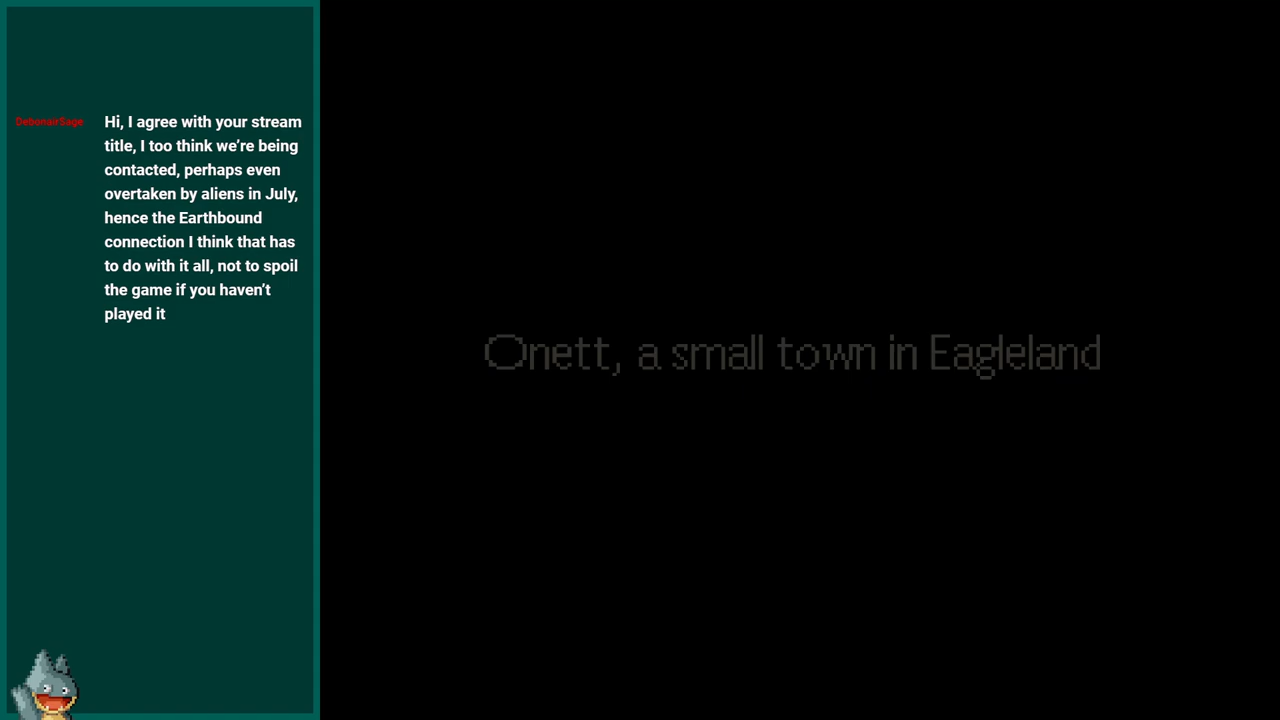 DebonairSage
Hi, I agree with your stream
title, I too think we’re being
contacted, perhaps even
overtaken by aliens in July,
hence the Earthbound
connection I think that has
to do with it all, not to spoil
the game if you haven’t
played it
Onett, a small town in Eagleland